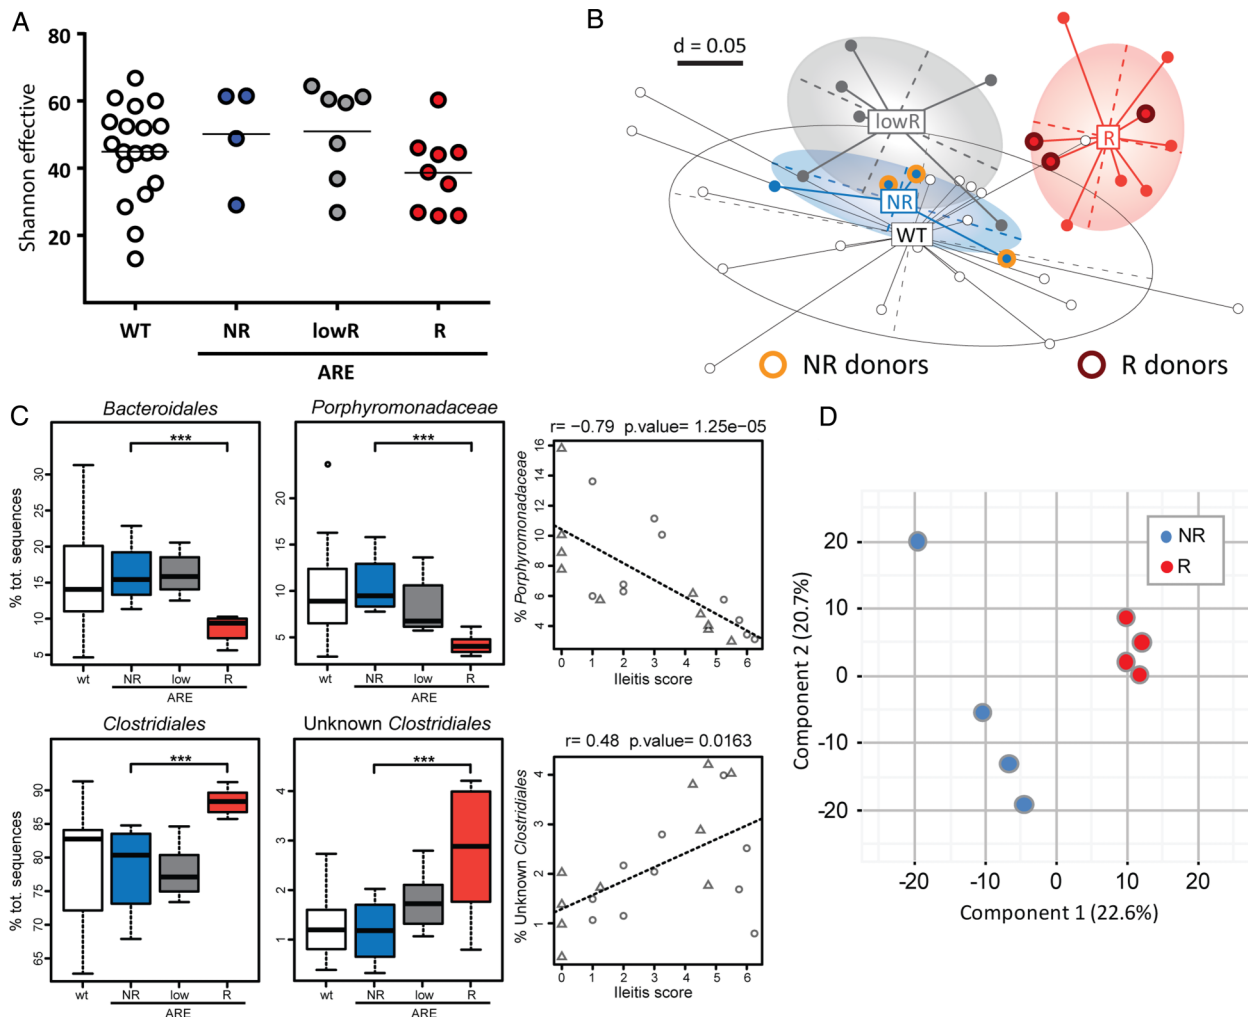 A
80
60
40
20
Shannon effective
WT
NR
lowR
R
ARE
B
d = 0.05
lowR
R
NR
WT
NR donors
R donors
C
Bacteroidales
***
30
25
20
15
10
5
% tot. sequences
wt
NR
low
R
ARE
Porphyromonadaceae
***
20
15
10
5
wt
NR
low
R
ARE
r= −0.79 p.value= 1.25e−05
16
14
12
10
8
6
4
% Porphyromonadaceae
0 1 2 3 4 5 6
Ileitis score
Clostridiales
***
90
85
80
75
70
65
% tot. sequences
wt
NR
low
R
ARE
Unknown Clostridiales
***
4
3
2
1
wt
NR
low
R
ARE
r= 0.48 p.value= 0.0163
4
3
2
1
% Unknown Clostridiales
0 1 2 3 4 5 6
Ileitis score
D
NR
R
20
10
0
-10
-20
Component 2 (20.7%)
-20 -10 0 10 20
Component 1 (22.6%)